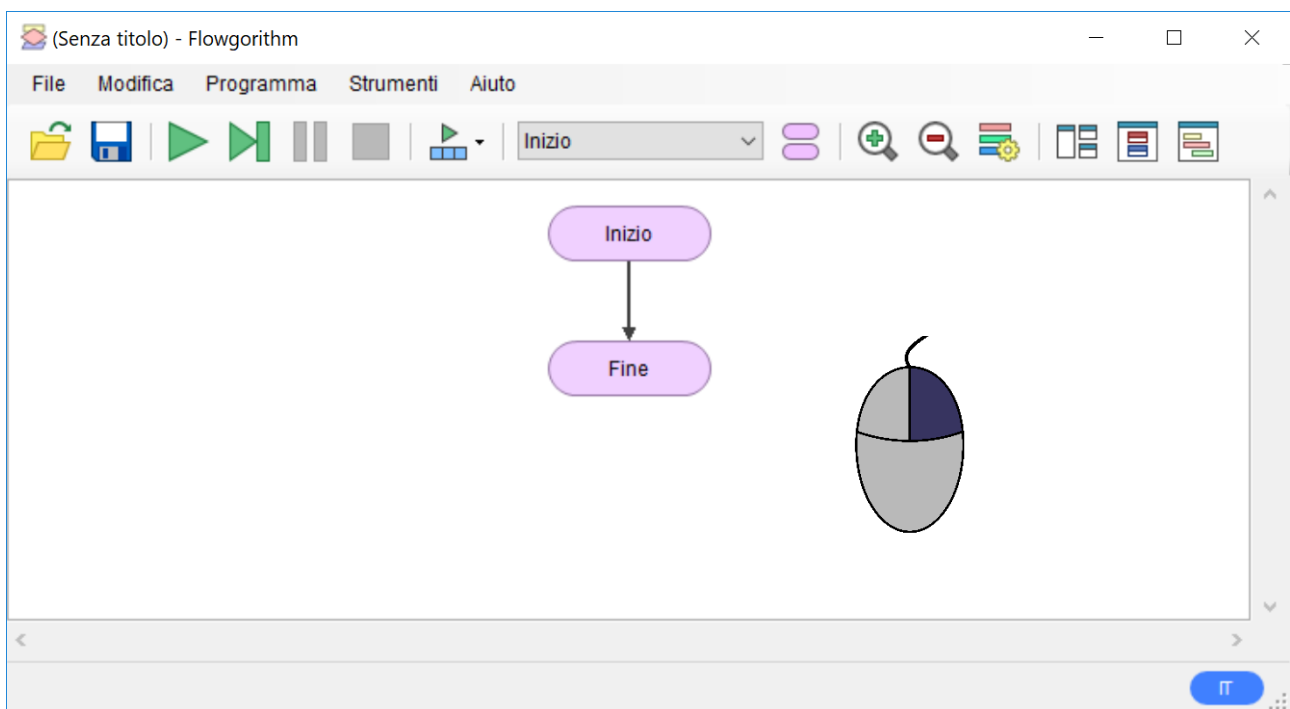 (Senza titolo) - Flowgorithm
File Modifica Programma Strumenti Aiuto
Inizio
Inizio
Fine
IT